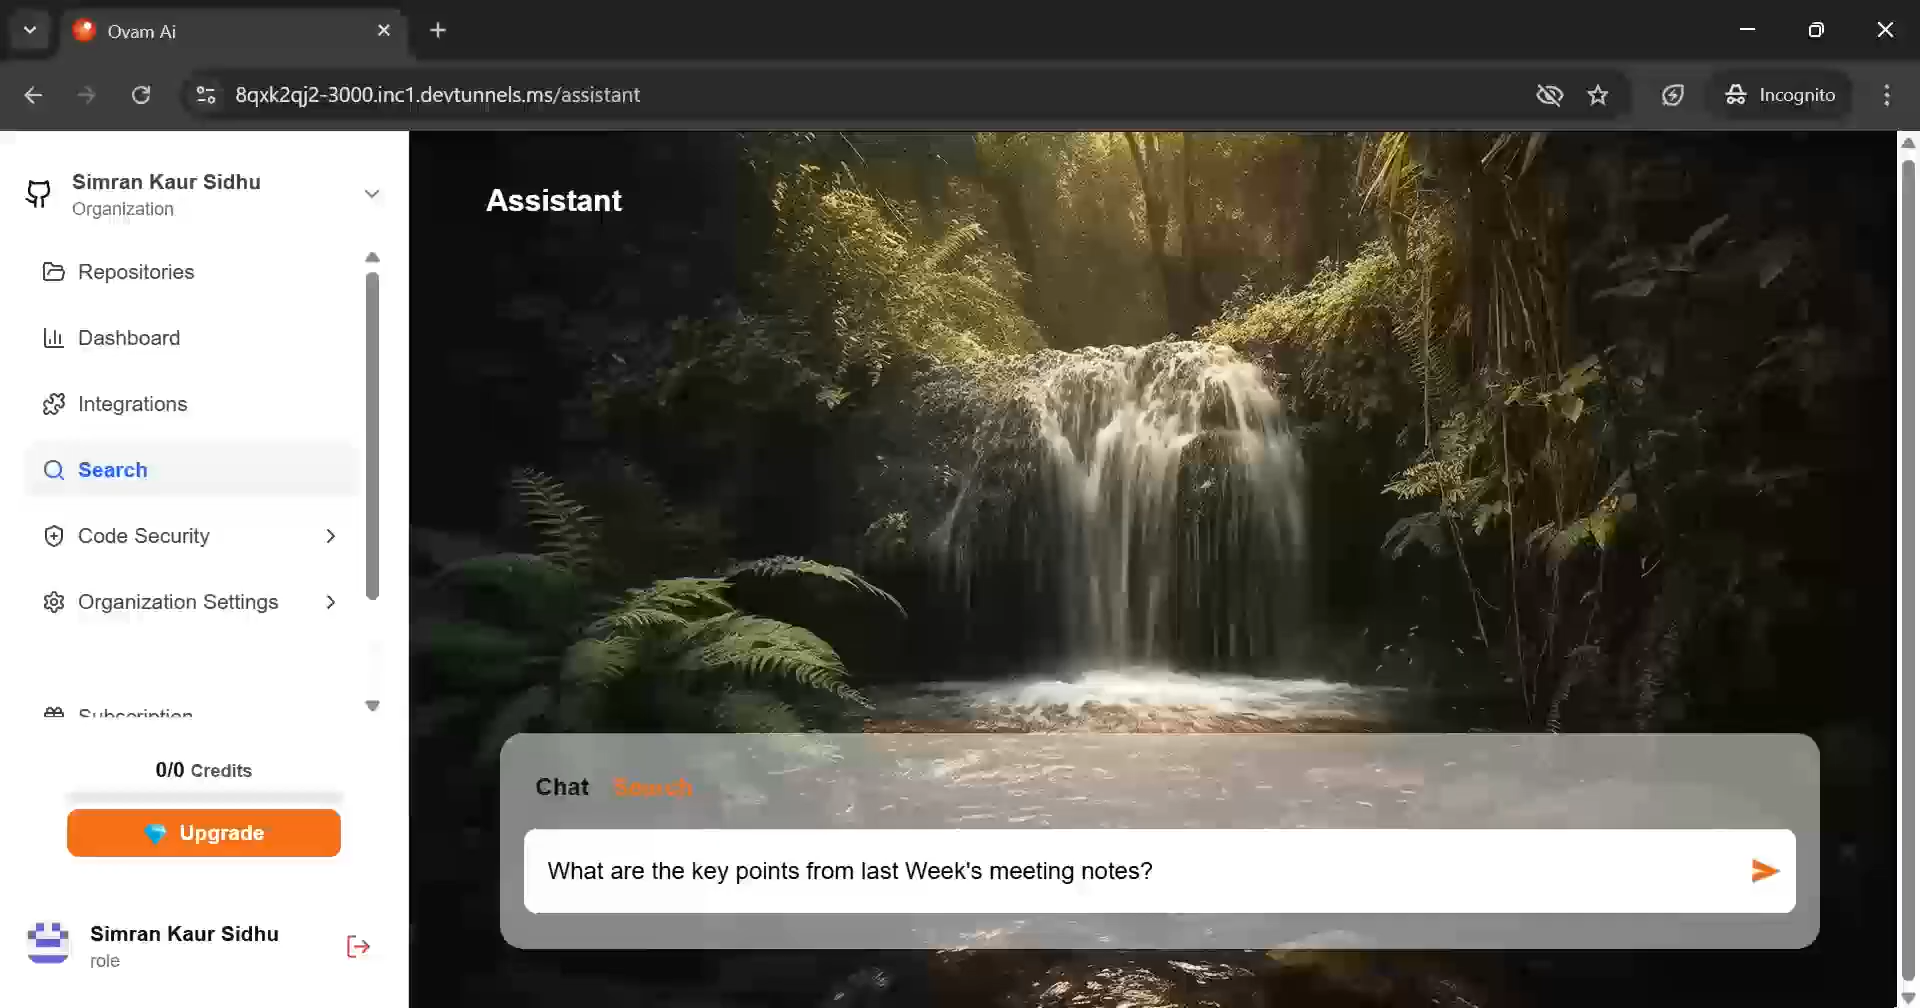 Ovam Ai
8qxk2qj2-3000.inc1.devtunnels.ms/assistant
Incognito
Simran Kaur Sidhu
Organization
Repositories
Dashboard
Integrations
Search
Code Security
Organization Settings
Subscription
0/0 Credits
Upgrade
Simran Kaur Sidhu
role
Assistant
Chat Search
What are the key points from last Week's meeting notes?